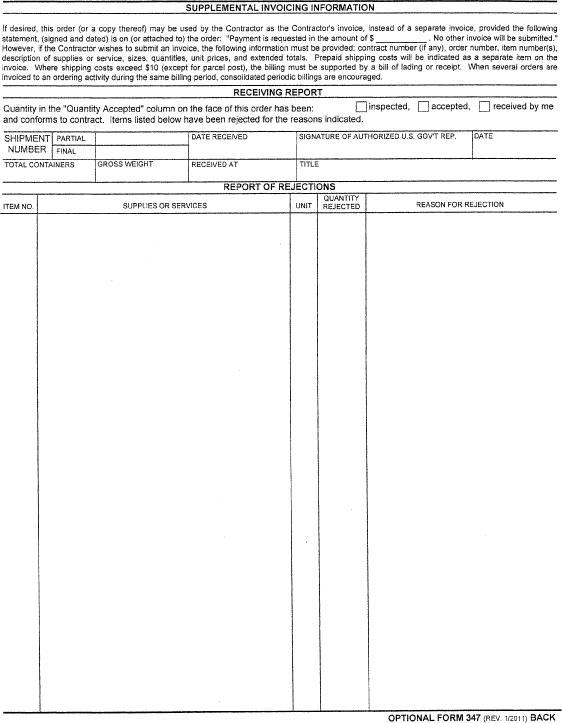 SUPPLEMENTAL INVOICING INFORMATION
If desired, this order (or a copy thereof) may be used by the Contractor as the Contractor's invoice, instead of a separate invoice, provided the following
statement, (signed and dated) is on (or attached to) the order: "Payment is requested in the amount of $ ____________ . No other invoice will be submitted."
However, if the Contractor wishes to submit an invoice, the following information must be provided: contract number (if any), order number, item number(s),
description of supplies or service, sizes, quantities, unit prices, and extended totals. Prepaid shipping costs will be indicated as a separate item on the
invoice. Where shipping costs exceed $10 (except for parcel post), the billing must be supported by a bill of lading or receipt. When several orders are
invoiced to an ordering activity during the same billing period, consolidated periodic billings are encouraged.
RECEIVING REPORT
Quantity in the "Quantity Accepted" column on the face of this order has been: inspected, accepted, received by me
and conforms to contract. Items listed below have been rejected for the reasons indicated.
SHIPMENT NUMBER PARTIAL DATE RECEIVED SIGNATURE OF AUTHORIZED U.S. GOV'T REP. DATE
FINAL
TOTAL CONTAINERS GROSS WEIGHT RECEIVED AT TITLE
REPORT OF REJECTIONS
ITEM NO. SUPPLIES OR SERVICES UNIT QUANTITY REJECTED REASON FOR REJECTION
OPTIONAL FORM 347 (REV. 1/2011) BACK